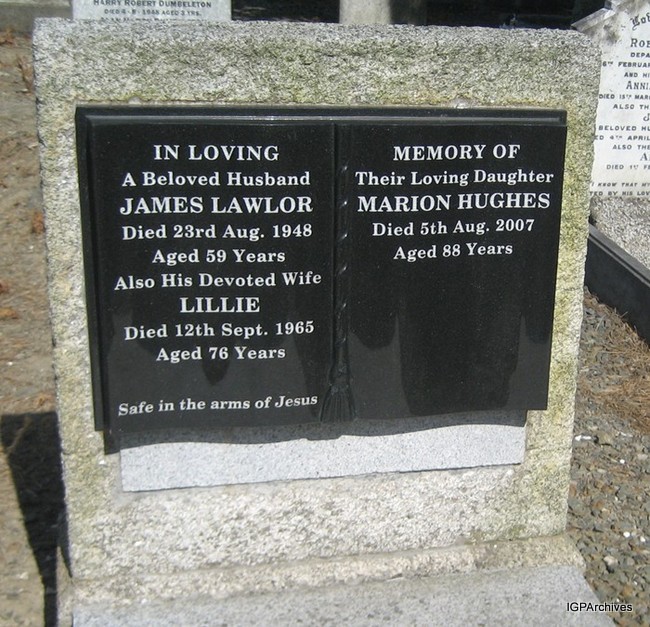 HARRY ROBERT DUMBLETON
IN LOVING
A Beloved Husband
JAMES LAWLOR
Died 23rd Aug. 1948
Aged 59 Years
Also His Devoted Wife
LILLIE
Died 12th Sept. 1965
Aged 76 Years
Safe in the arms of Jesus
MEMORY OF
Their Loving Daughter
MARION HUGHES
Died 5th Aug. 2007
Aged 88 Years
IGPArchives